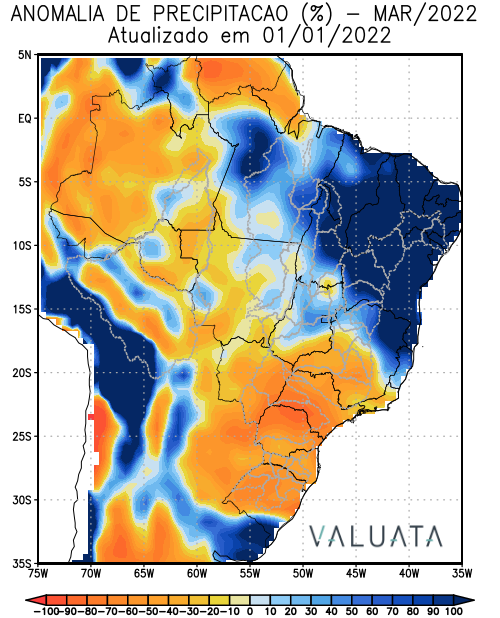 ANOMALIA DE PRECIPITACAO (%) – MAR/2022
Atualizado em 01/01/2022
5N
EQ
5S
10S
15S
20S
25S
30S
35S
75W 70W 65W 60W 55W 50W 45W 40W 35W
VALUATA
-100 -90 -80 -70 -60 -50 -40 -30 -20 -10 0 10 20 30 40 50 60 70 80 90 100